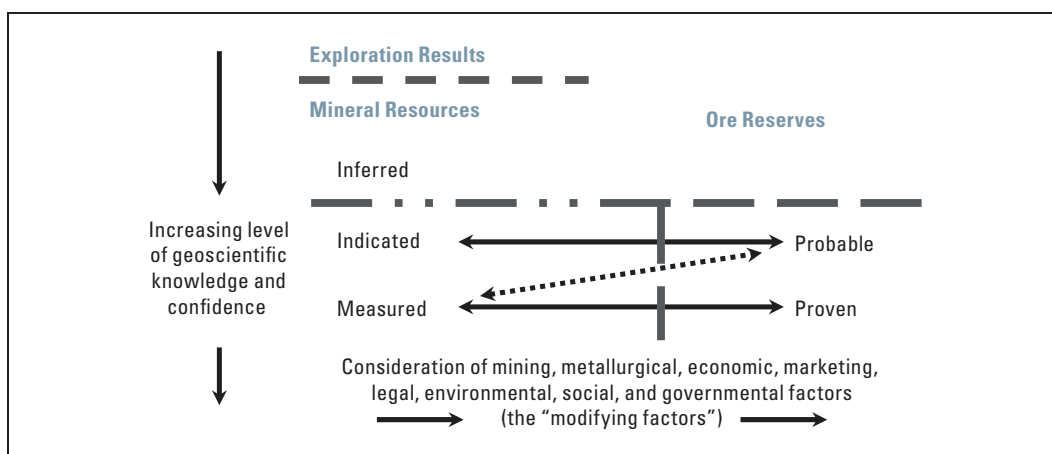 Exploration Results
Mineral Resources
Ore Reserves
Inferred
Increasing level
of geoscientific
knowledge and
confidence
Indicated
Probable
Measured
Proven
Consideration of mining, metallurgical, economic, marketing,
legal, environmental, social, and governmental factors
(the “modifying factors”)